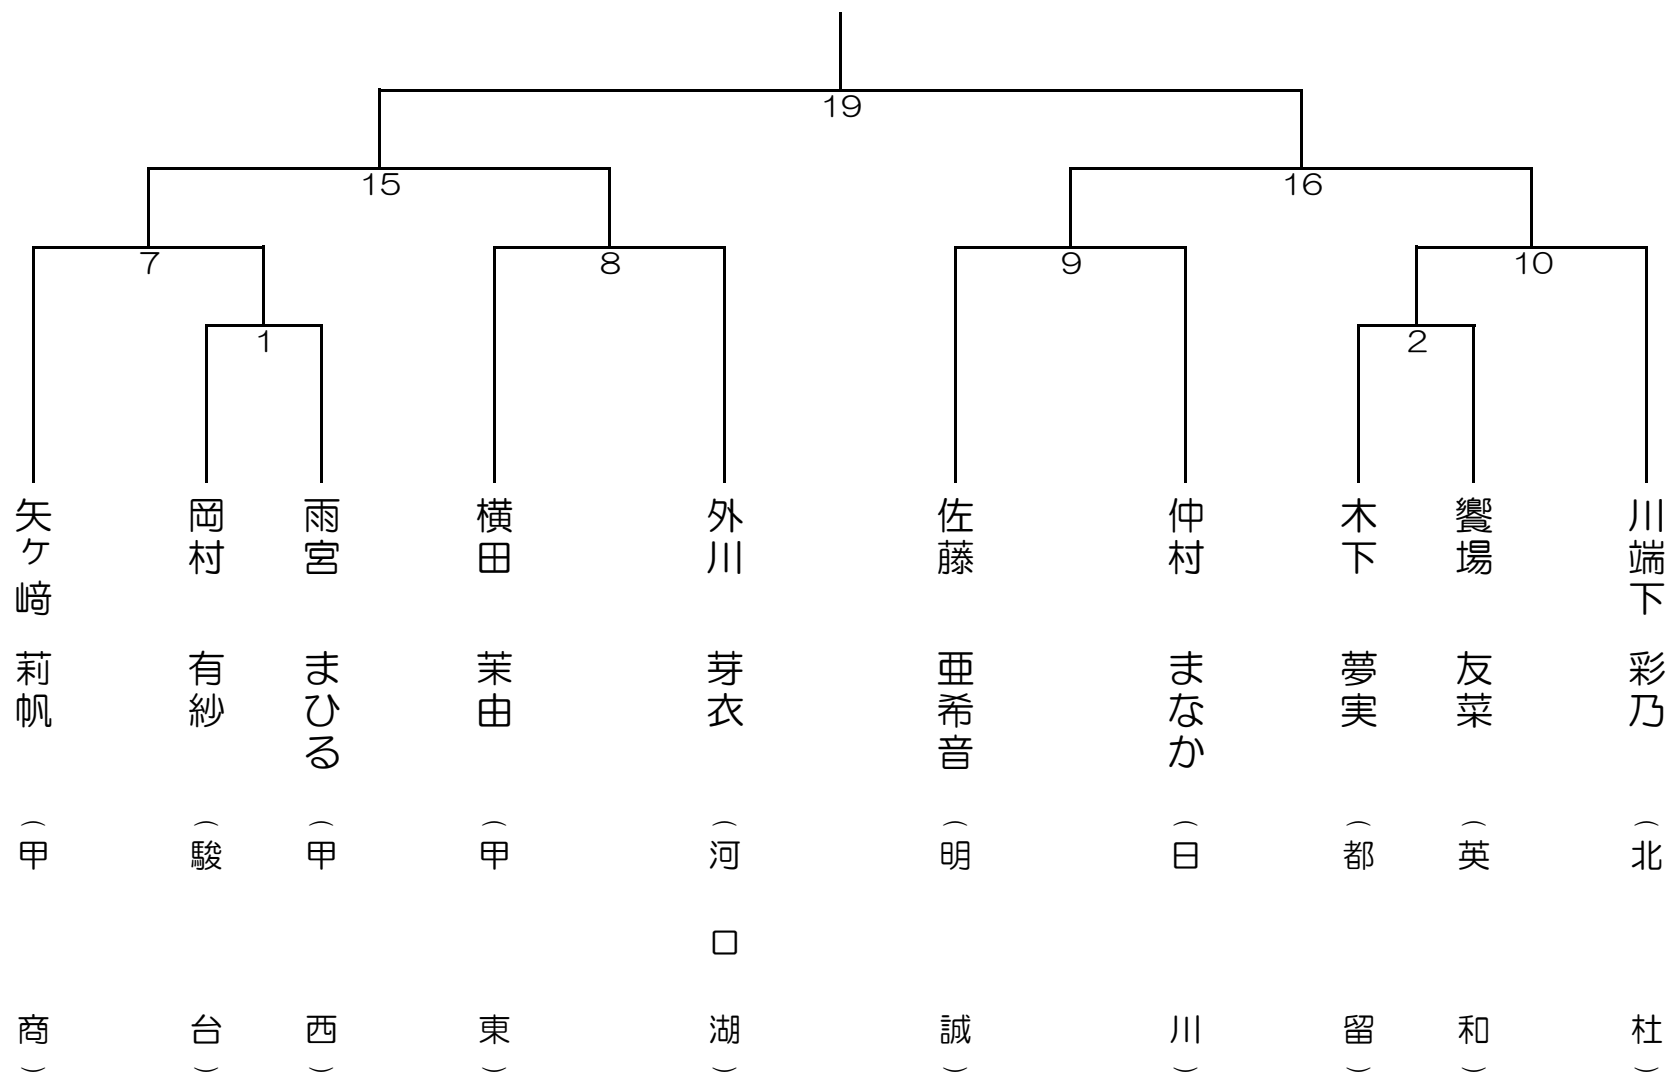 19
15
16
7
8
9
10
1
2
矢ケ﨑 莉帆 (甲商)
岡村 有紗 (駿台)
雨宮 まひる (甲西)
横田 茉由 (甲東)
外川 芽衣 (河口湖)
佐藤 亜希音 (明誠)
仲村 まなか (日川)
木下 夢実 (都留)
饗場 友菜 (英和)
川端下 彩乃 (北杜)